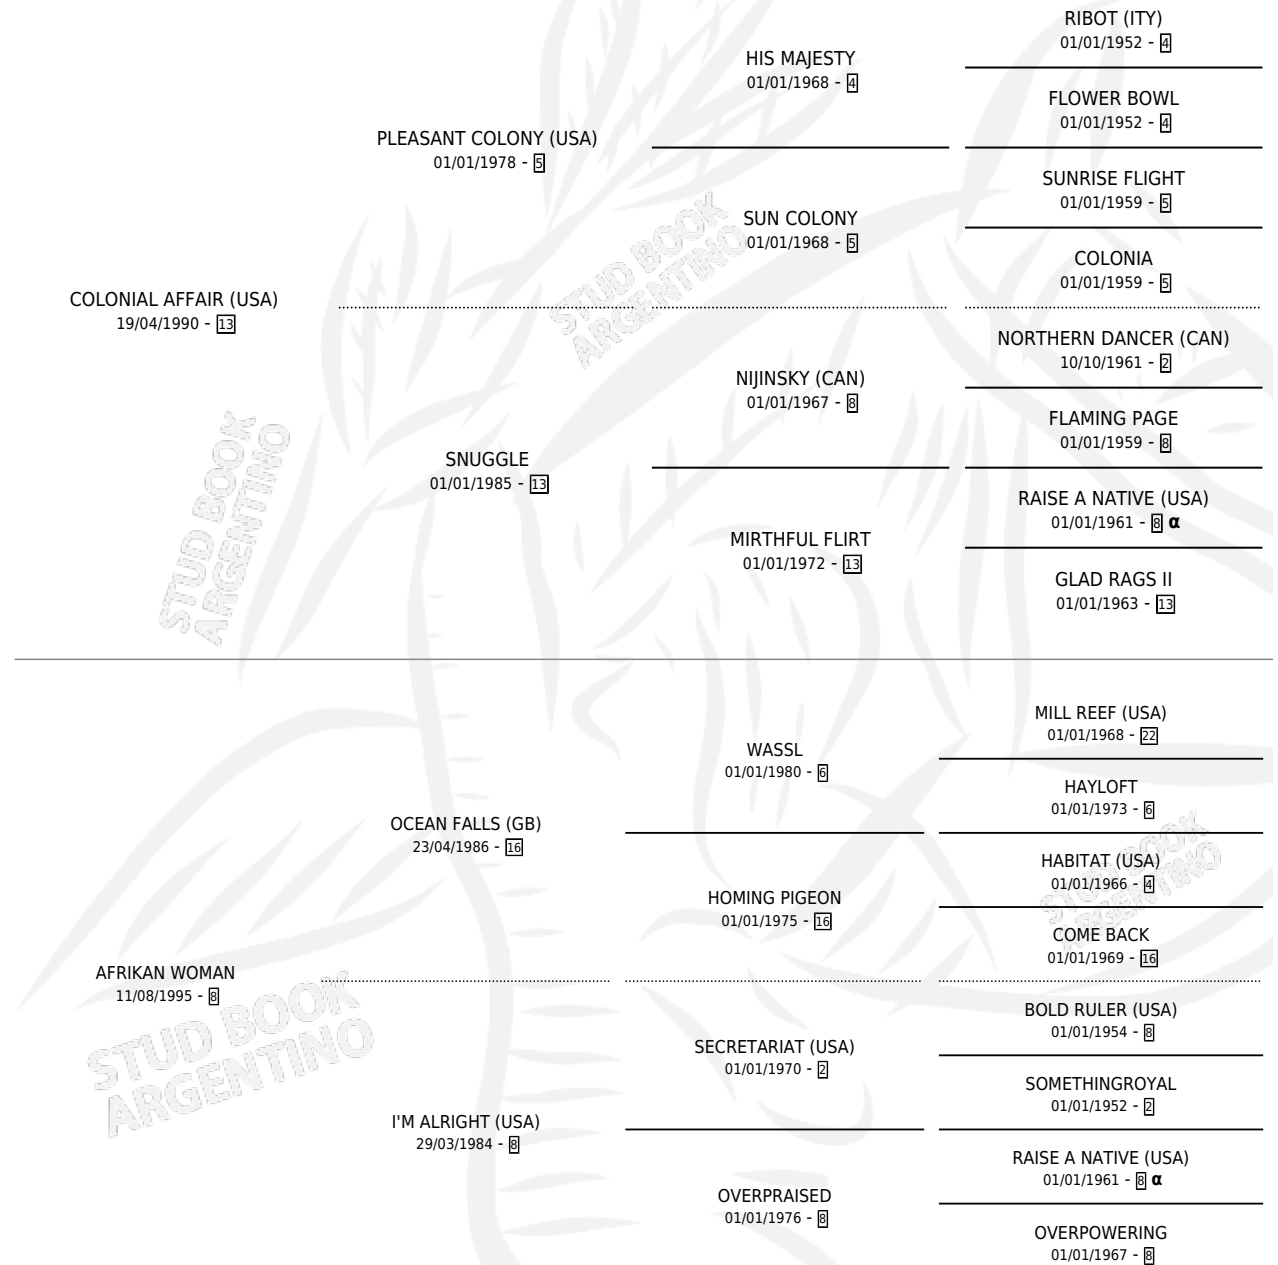 RIBOT (ITY)
01/01/1952 - 4
HIS MAJESTY
01/01/1968 - 4
FLOWER BOWL
01/01/1952 - 4
PLEASANT COLONY (USA)
01/01/1978 - 5
SUNRISE FLIGHT
01/01/1959 - 5
SUN COLONY
01/01/1968 - 5
COLONIA
01/01/1959 - 5
STUD BOOK
ARGENTINO
COLONIAL AFFAIR (USA)
19/04/1990 - 13
NORTHERN DANCER (CAN)
10/10/1961 - 2
NIJINSKY (CAN)
01/01/1967 - 8
FLAMING PAGE
01/01/1959 - 8
SNUGGLE
01/01/1985 - 13
RAISE A NATIVE (USA)
01/01/1961 - 8 α
MIRTHFUL FLIRT
01/01/1972 - 13
GLAD RAGS II
01/01/1963 - 13
STUD BOOK
ARGENTINO
MILL REEF (USA)
01/01/1968 - 22
WASSL
01/01/1980 - 6
HAYLOFT
01/01/1973 - 6
OCEAN FALLS (GB)
23/04/1986 - 16
HABITAT (USA)
01/01/1966 - 4
STUD BOOK
ARGENTINO
HOMING PIGEON
01/01/1975 - 16
COME BACK
01/01/1969 - 16
AFRIKAN WOMAN
11/08/1995 - 8
STUD BOOK
ARGENTINO
BOLD RULER (USA)
01/01/1954 - 8
SECRETARIAT (USA)
01/01/1970 - 2
SOMETHINGROYAL
01/01/1952 - 2
I'M ALRIGHT (USA)
29/03/1984 - 8
RAISE A NATIVE (USA)
01/01/1961 - 8 α
OVERPRAISED
01/01/1976 - 8
OVERPOWERING
01/01/1967 - 8